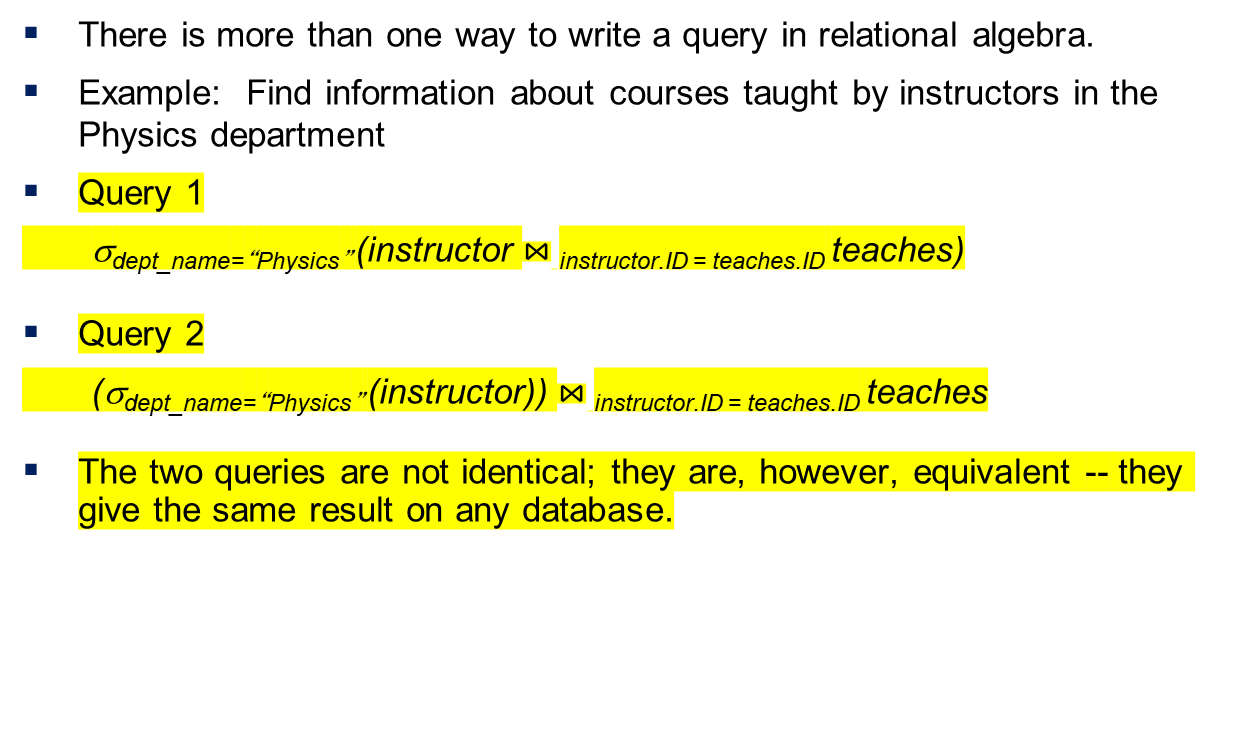 ▪ There is more than one way to write a query in relational algebra.
▪ Example: Find information about courses taught by instructors in the
Physics department
▪ Query 1
σdept_name= “Physics ”(instructor ⋈ instructor.ID = teaches.ID teaches)
▪ Query 2
(σdept_name= “Physics ”(instructor)) ⋈ instructor.ID = teaches.ID teaches
▪ The two queries are not identical; they are, however, equivalent -- they
give the same result on any database.